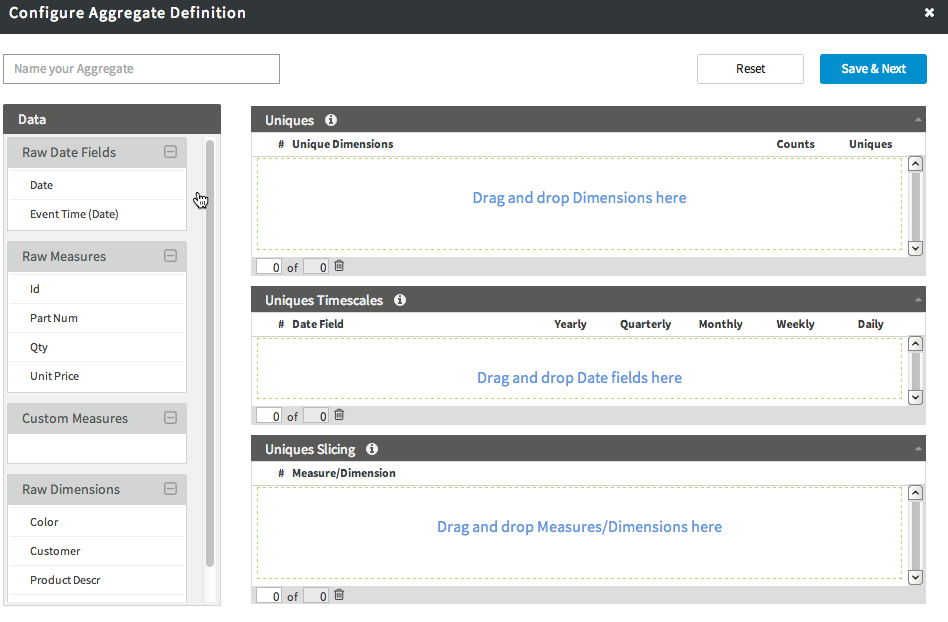 Configure Aggregate Definition
Name your Aggregate
Reset
Save & Next
Data
Raw Date Fields
Date
Event Time (Date)
Raw Measures
Id
Part Num
Qty
Unit Price
Custom Measures
Raw Dimensions
Color
Customer
Product Descr
Uniques
# Unique Dimensions Counts Uniques
Drag and drop Dimensions here
0 of 0
Uniques Timescales
# Date Field Yearly Quarterly Monthly Weekly Daily
Drag and drop Date fields here
0 of 0
Uniques Slicing
# Measure/Dimension
Drag and drop Measures/Dimensions here
0 of 0